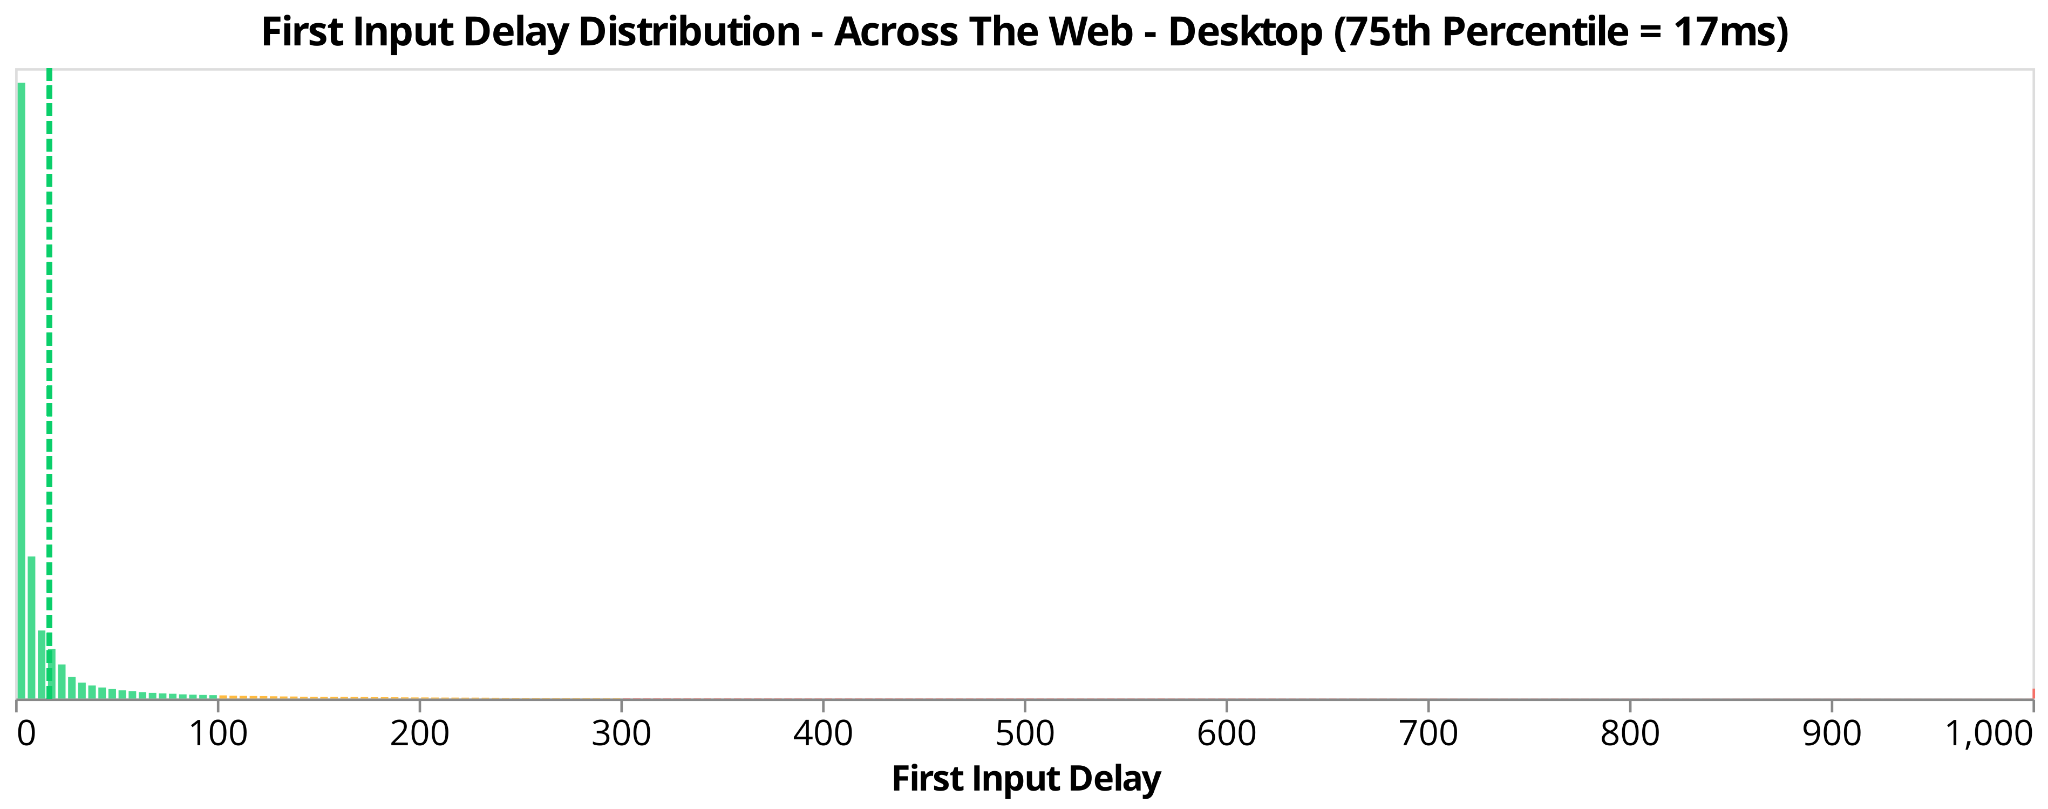 First Input Delay Distribution - Across The Web - Desktop (75th Percentile = 17ms)
0 100 200 300 400 500 600 700 800 900 1,000
First Input Delay